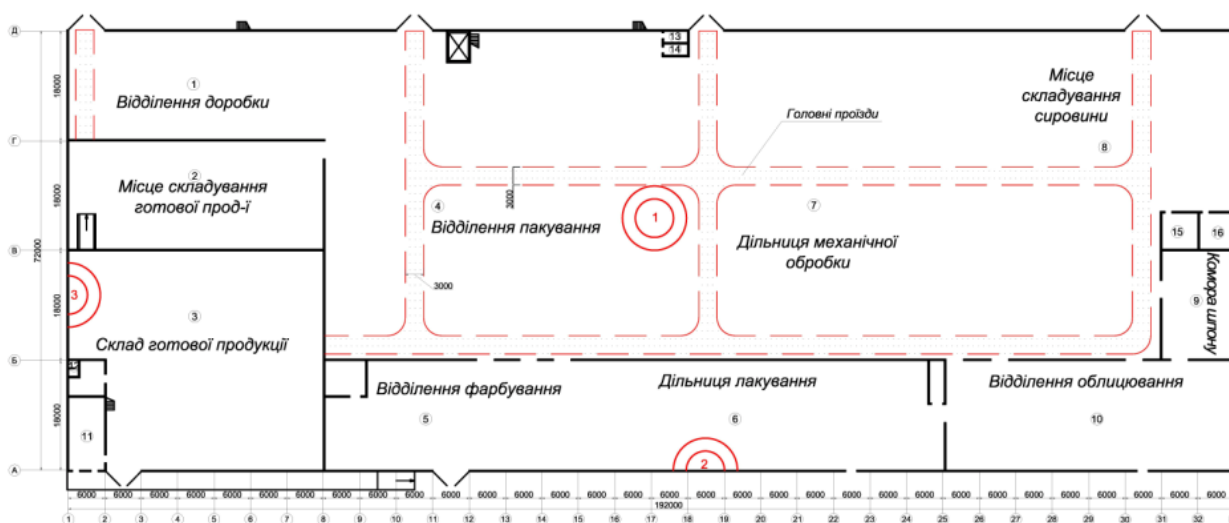 Д
13
14
1
Відділення доробки
Місце
складування
сировини
18000
Головні проїзди
8
Г
2
Місце складування
готової прод-ї
18000
3000
4
Відділення пакування
1
7
Дільниця механічної
обробки
15
16
В
72000
3000
9
Комора шпону
3
3
Склад готової продукції
18000
Б
Відділення фарбування
Дільниця лакування
Відділення облицювання
18000
11
5
6
10
2
А
6000 6000 6000 6000 6000 6000 6000 6000 6000 6000 6000 6000 6000 6000 6000 6000 6000 6000 6000 6000 6000 6000 6000 6000 6000 6000 6000 6000 6000 6000 6000
192000
1 2 3 4 5 6 7 8 9 10 11 12 13 14 15 16 17 18 19 20 21 22 23 24 25 26 27 28 29 30 31 32